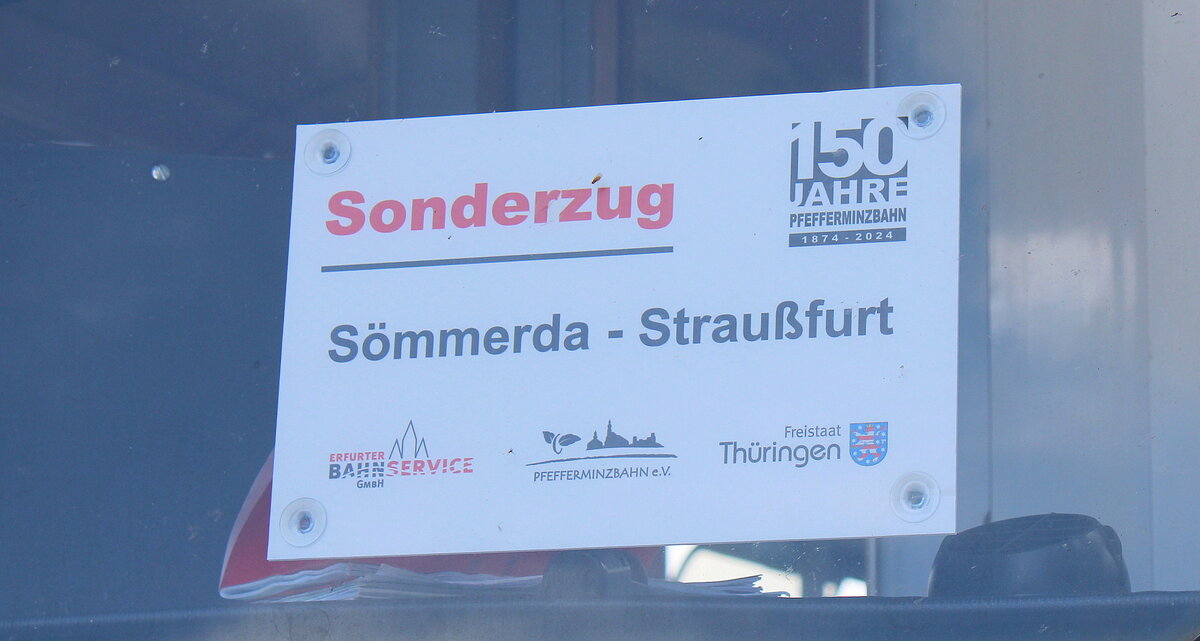 Sonderzug
150
JAHRE
PFEFFERMINZBAHN
1874 - 2024
Sömmerda - Straußfurt
ERFURTER
BAHNSERVICE
GMBH
PFEFFERMINZBAHN e.V.
Freistaat
Thüringen